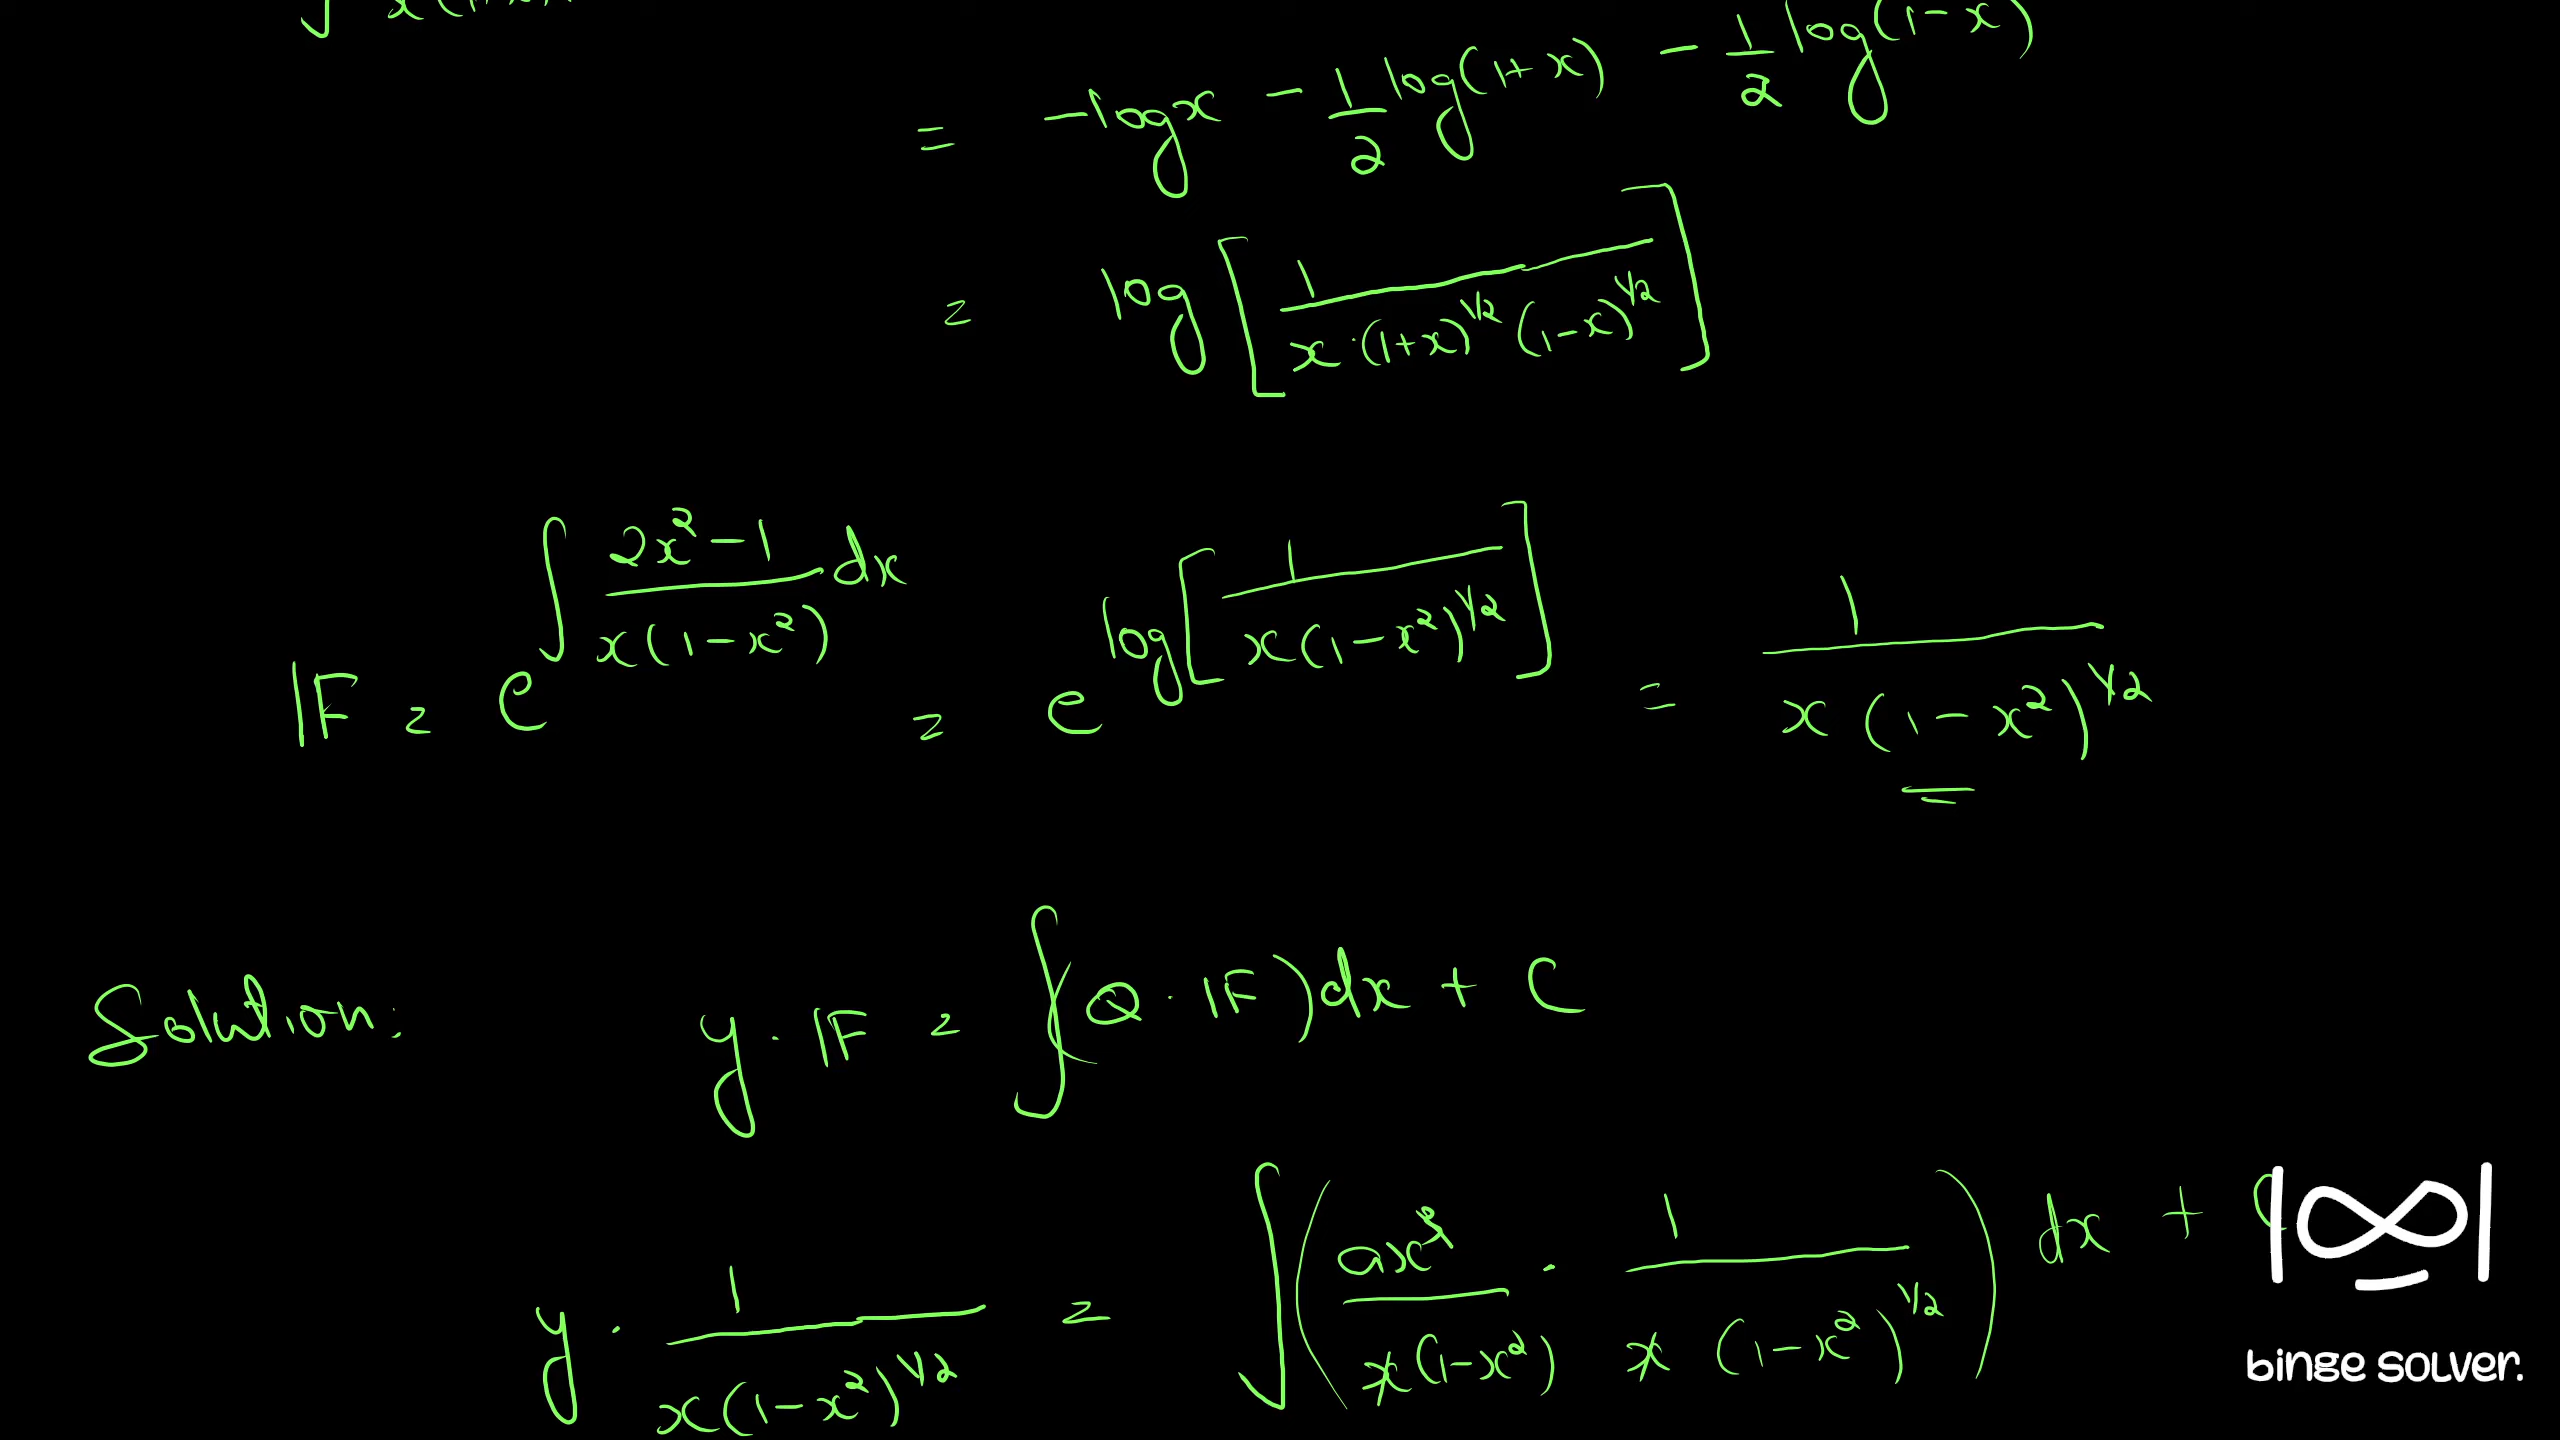 ∫ x(1+x)
= -logx - 1/2 log(1+x) - 1/2 log(1-x)
= log[1/(x·(1+x)^1/2 (1-x)^1/2)]
IF = e^∫(2x²-1)/(x(1-x²)) dx = e^log[1/(x(1-x²)^1/2)] = 1/(x(1-x²)^1/2)
Solution: y·IF = ∫(Q·IF)dx + C
y·1/(x(1-x²)^1/2) = ∫(ax³/(x(1-x²)) · 1/(x(1-x²)^1/2)) dx +
binge solver.